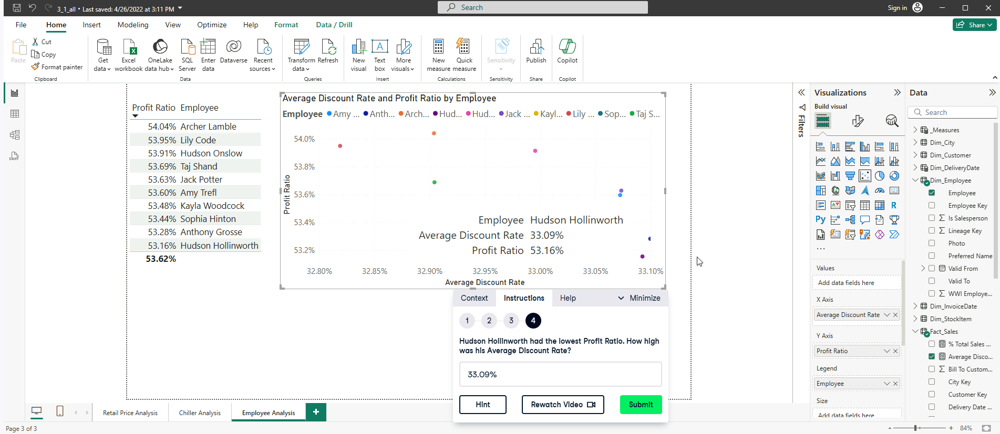 3_1_all • Last saved: 4/26/2022 at 3:11 PM
Search
Sign in
File Home Insert Modeling View Optimize Help Format Data / Drill
Share
Paste
Cut
Copy
Format painter
Clipboard
Get data
Excel workbook
OneLake data hub
SQL Server
Enter data
Dataverse
Recent sources
Data
Transform data
Refresh
Queries
New visual
Text box
More visuals
Insert
New measure
Quick measure
Calculations
Sensitivity
Sensitivity
Publish
Share
Copilot
Copilot
Profit Ratio Employee
54.04% Archer Lamble
53.95% Lily Code
53.91% Hudson Onslow
53.69% Taj Shand
53.63% Jack Potter
53.60% Amy Trefl
53.48% Kayla Woodcock
53.44% Sophia Hinton
53.28% Anthony Grosse
53.16% Hudson Hollinworth
53.62%
Average Discount Rate and Profit Ratio by Employee
Employee Amy ... Anth... Arch... Hud... Hud... Jack ... Kayl... Lily ... Sop... Taj S...
Profit Ratio
54.0%
53.8%
53.6%
53.4%
53.2%
Employee Hudson Hollinworth
Average Discount Rate 33.09%
Profit Ratio 53.16%
32.80% 32.85% 32.90% 32.95% 33.00% 33.05% 33.10%
Average Discount Rate
Context Instructions Help Minimize
1 2 3 4
Hudson Hollinworth had the lowest Profit Ratio. How high
was his Average Discount Rate?
33.09%
Hint
Rewatch Video
Submit
Filters
Visualizations
Build visual
Values
Add data fields here
X Axis
Average Discount Rate
Y Axis
Profit Ratio
Legend
Employee
Size
Add data fields here
Data
Search
_Measures
Dim_City
Dim_Customer
Dim_DeliveryDate
Dim_Employee
Employee
Employee Key
Is Salesperson
Lineage Key
Photo
Preferred Name
Valid From
Valid To
WWI Employe...
Dim_InvoiceDate
Dim_StockItem
Fact_Sales
% Total Sales ...
Average Disco...
Bill To Custom...
City Key
Customer Key
Delivery Date ...
Retail Price Analysis Chiller Analysis Employee Analysis +
Page 3 of 3
- + 84%